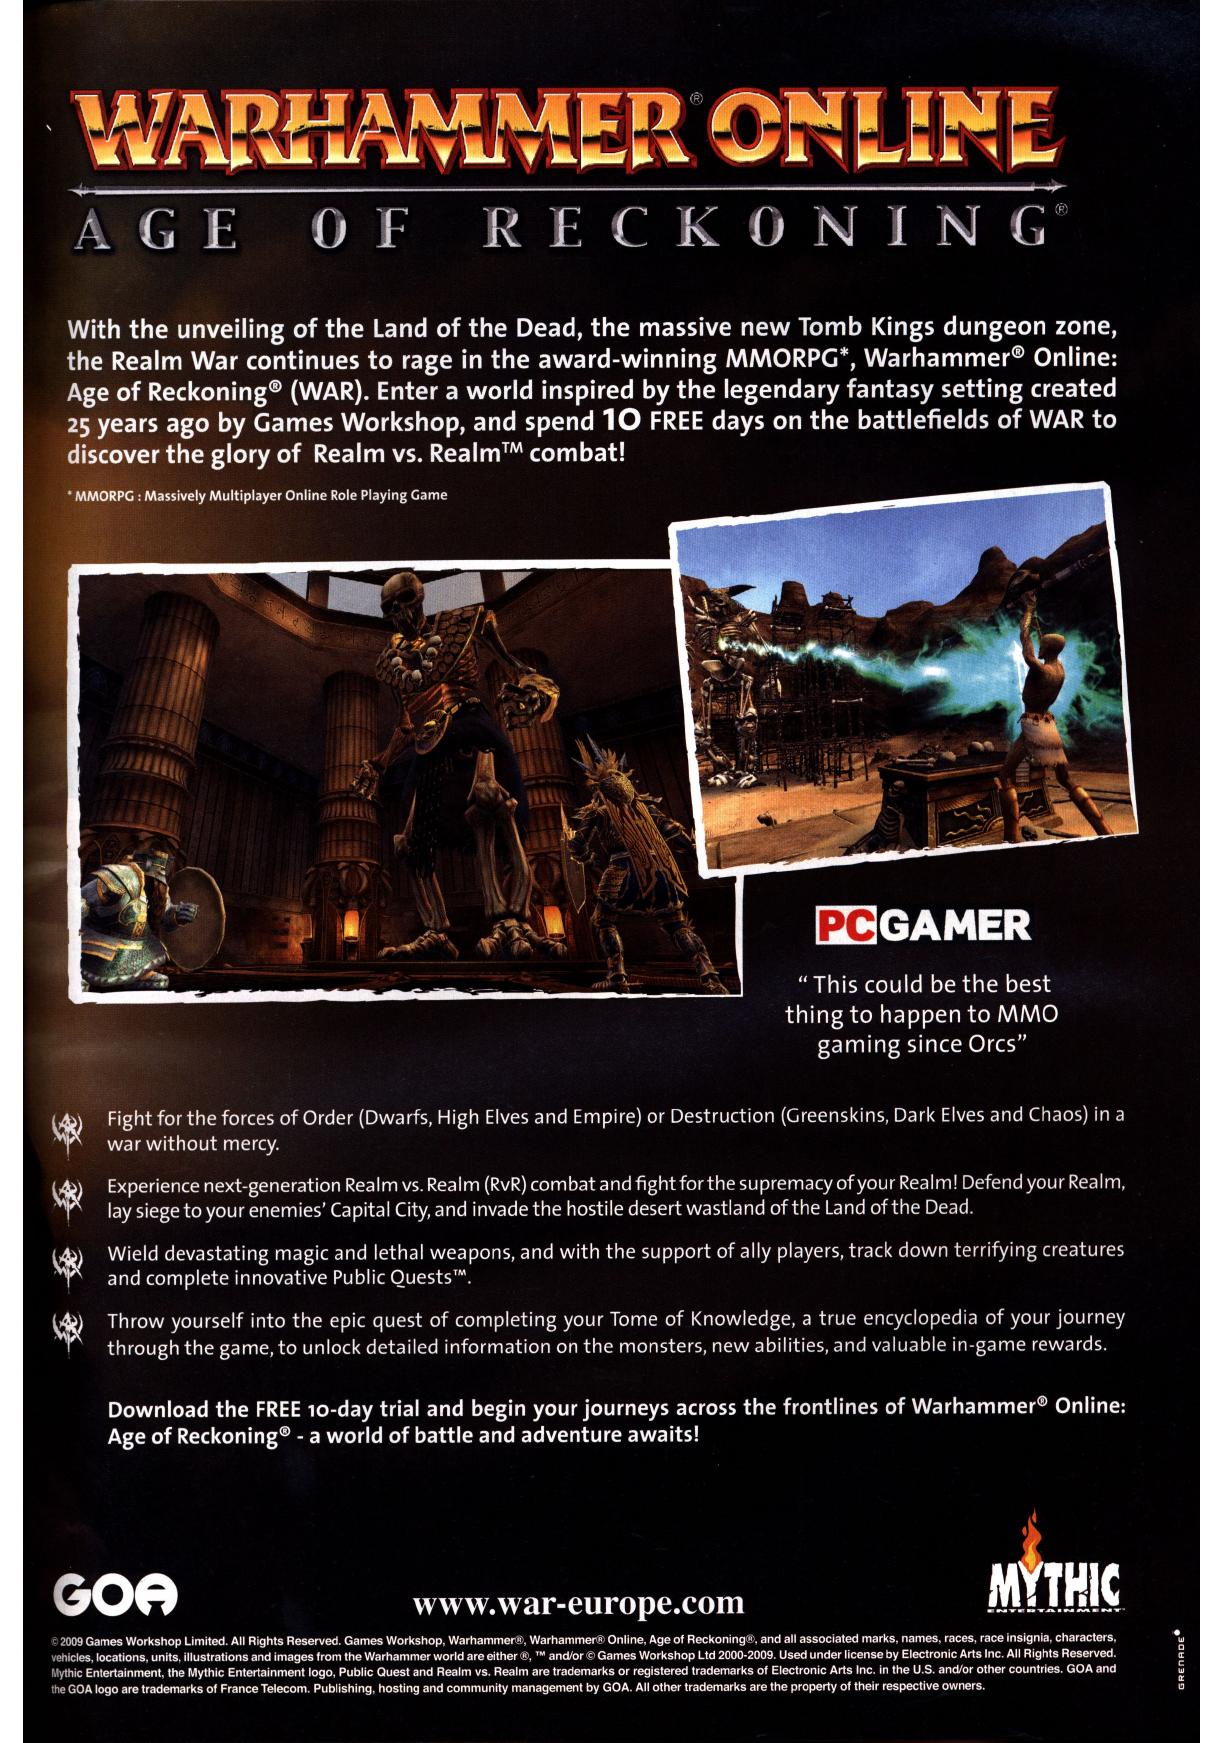 WARHAMMER® ONLINE
AGE OF RECKONING®
With the unveiling of the Land of the Dead, the massive new Tomb Kings dungeon zone,
the Realm War continues to rage in the award-winning MMORPG*, Warhammer® Online:
Age of Reckoning® (WAR). Enter a world inspired by the legendary fantasy setting created
25 years ago by Games Workshop, and spend 10 FREE days on the battlefields of WAR to
discover the glory of Realm vs. Realm™ combat!
* MMORPG : Massively Multiplayer Online Role Playing Game
PC GAMER
“ This could be the best
thing to happen to MMO
gaming since Orcs”
Fight for the forces of Order (Dwarfs, High Elves and Empire) or Destruction (Greenskins, Dark Elves and Chaos) in a
war without mercy.
Experience next-generation Realm vs. Realm (RvR) combat and fight for the supremacy of your Realm! Defend your Realm,
lay siege to your enemies’ Capital City, and invade the hostile desert wastland of the Land of the Dead.
Wield devastating magic and lethal weapons, and with the support of ally players, track down terrifying creatures
and complete innovative Public Quests™.
Throw yourself into the epic quest of completing your Tome of Knowledge, a true encyclopedia of your journey
through the game, to unlock detailed information on the monsters, new abilities, and valuable in-game rewards.
Download the FREE 10-day trial and begin your journeys across the frontlines of Warhammer® Online:
Age of Reckoning® - a world of battle and adventure awaits!
GOA
www.war-europe.com
MYTHIC
ENTERTAINMENT™
© 2009 Games Workshop Limited. All Rights Reserved. Games Workshop, Warhammer®, Warhammer® Online, Age of Reckoning®, and all associated marks, names, races, race insignia, characters,
vehicles, locations, units, illustrations and images from the Warhammer world are either ®, ™ and/or © Games Workshop Ltd 2000-2009. Used under license by Electronic Arts Inc. All Rights Reserved.
Mythic Entertainment, the Mythic Entertainment logo, Public Quest and Realm vs. Realm are trademarks or registered trademarks of Electronic Arts Inc. in the U.S. and/or other countries. GOA and
the GOA logo are trademarks of France Telecom. Publishing, hosting and community management by GOA. All other trademarks are the property of their respective owners.
GRENADE